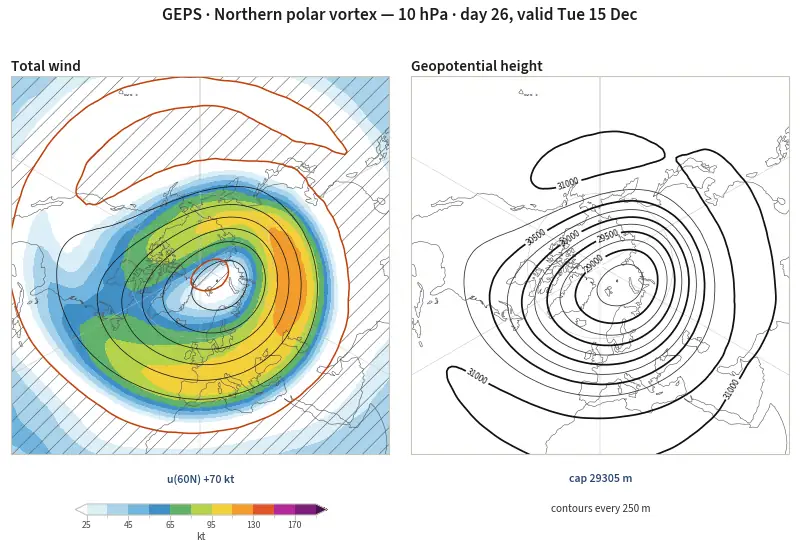 GEPS · Northern polar vortex — 10 hPa · day 26, valid Tue 15 Dec
Total wind
Geopotential height
31000
30500
29500
29000
31000
31000
u(60N) +70 kt
cap 29305 m
contours every 250 m
25 45 65 95 130 170
kt